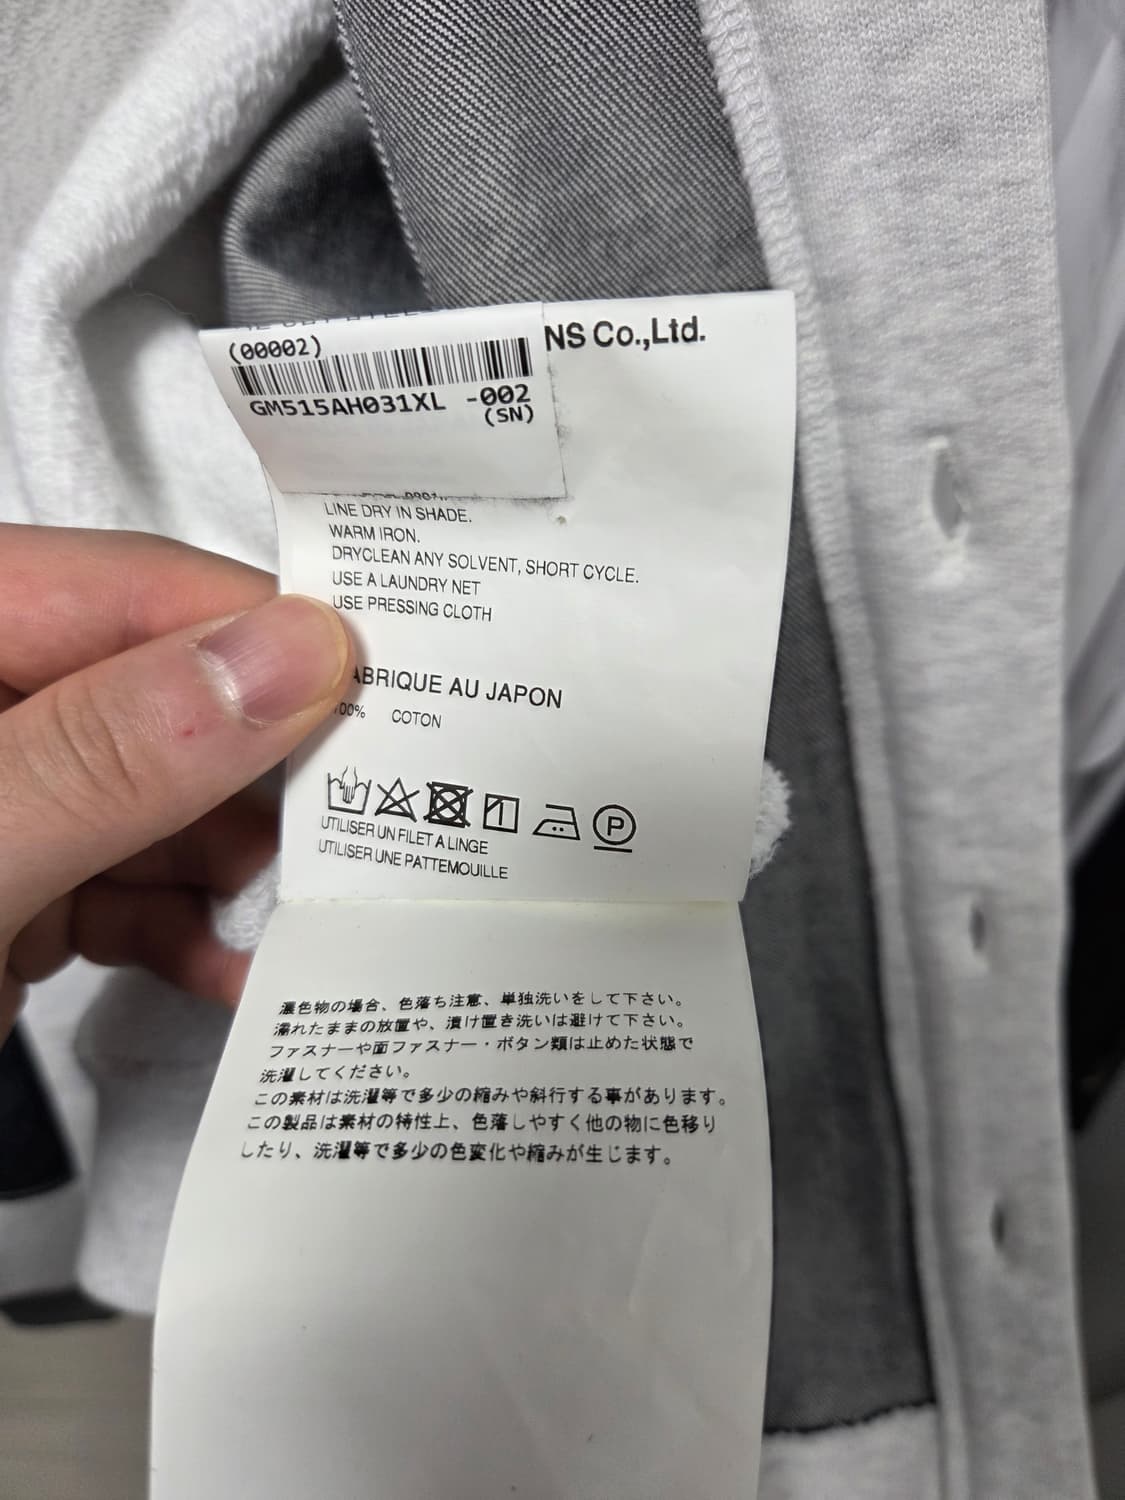 (00002)
NS Co.,Ltd.
GM515AH031XL -002
(SN)
LINE DRY IN SHADE.
WARM IRON.
DRYCLEAN ANY SOLVENT, SHORT CYCLE.
USE A LAUNDRY NET
USE PRESSING CLOTH
ABRIQUE AU JAPON
100% COTON
P
UTILISER UN FILET A LINGE
UTILISER UNE PATTEMOUILLE
濃色物の場合、色落ち注意、単独洗いをして下さい。
濡れたままの放置や、漬け置き洗いは避けて下さい。
ファスナーや面ファスナー・ボタン類は止めた状態で
洗濯してください。
この素材は洗濯等で多少の縮みや斜行する事があります。
この製品は素材の特性上、色落しやすく他の物に色移り
したり、洗濯等で多少の色変化や縮みが生じます。